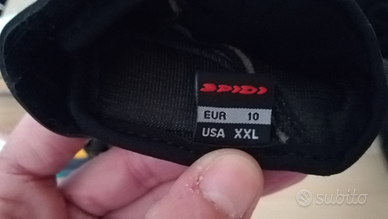 SPIDI
EUR 10
USA XXL
subito